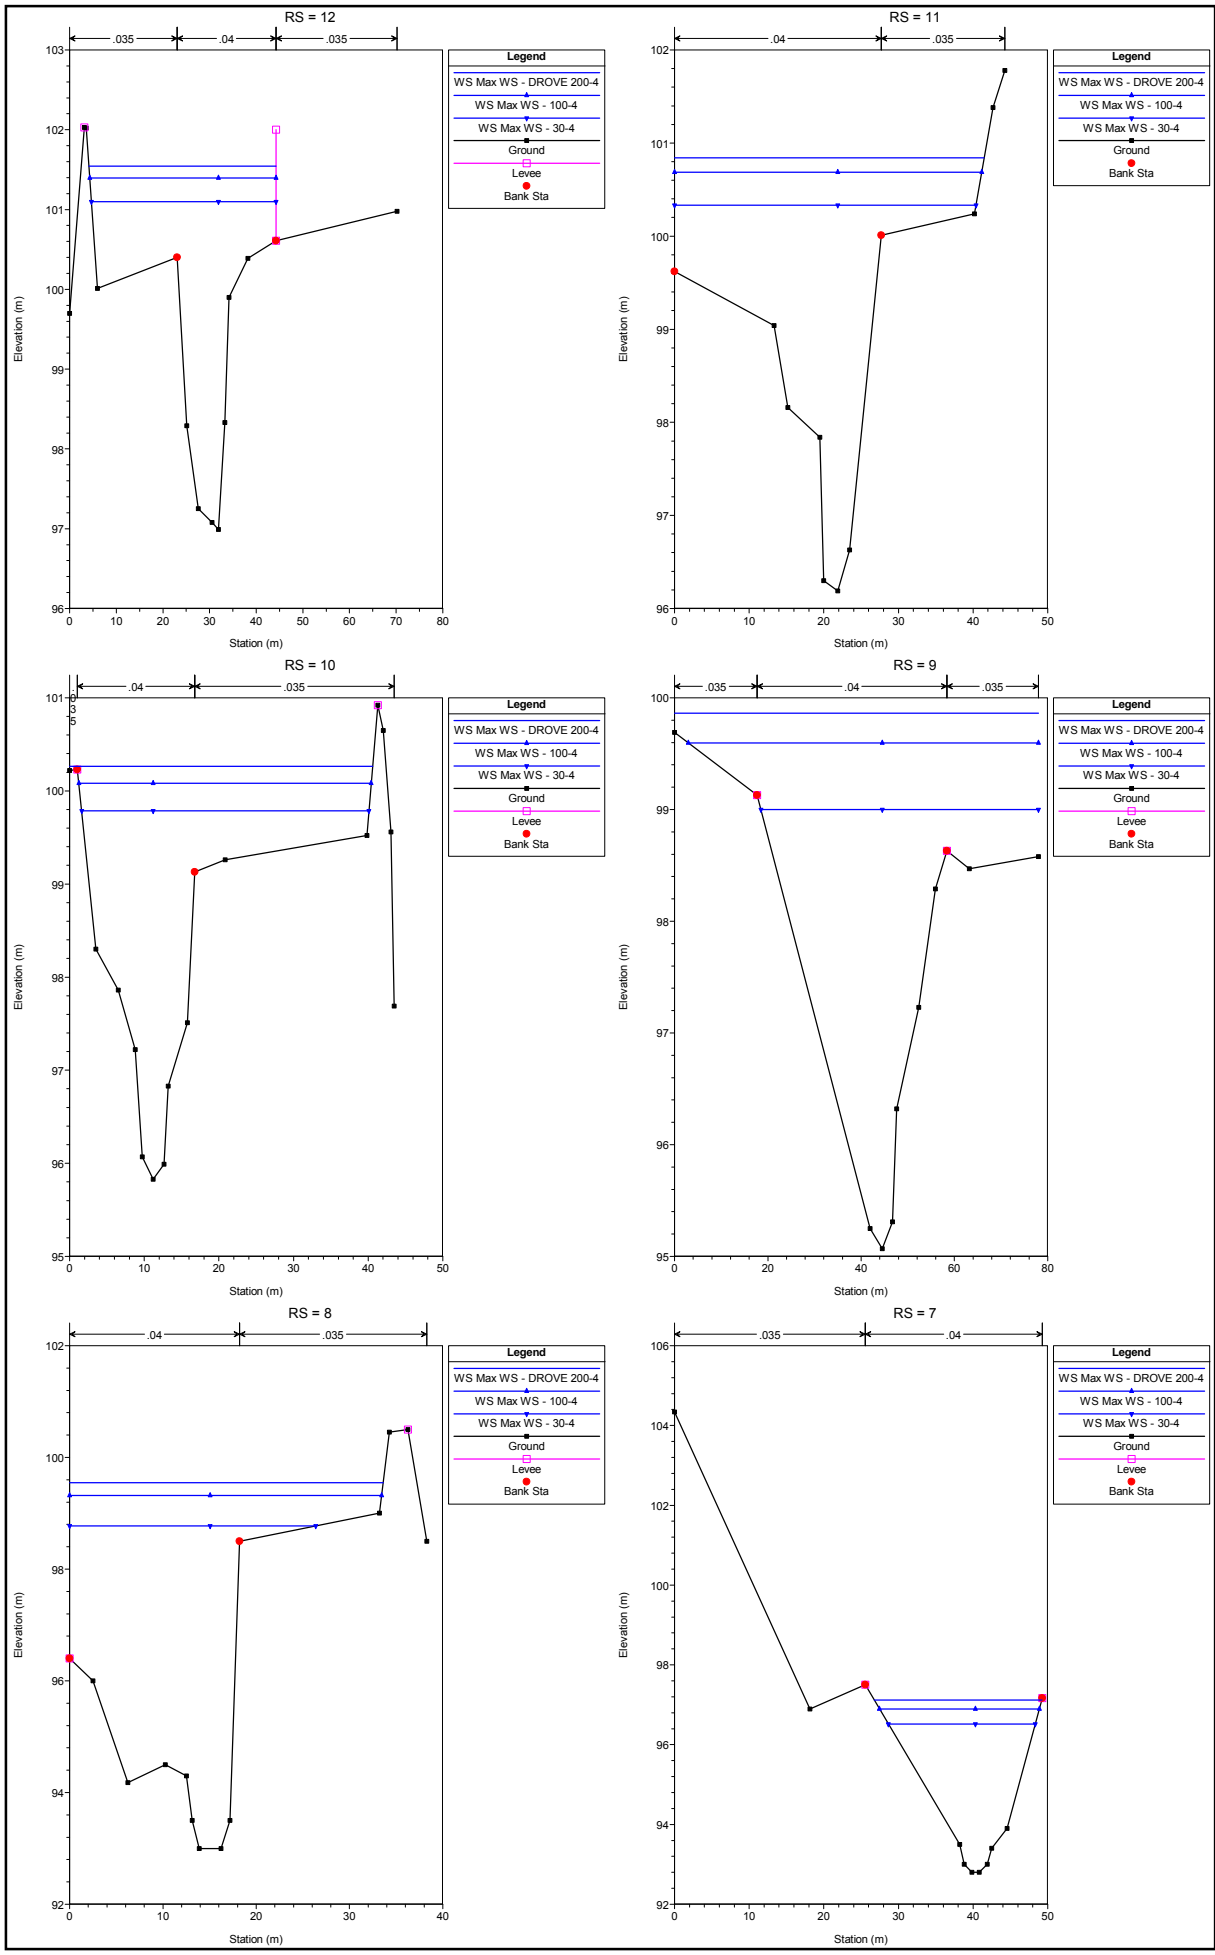 RS = 12
.035 .04 .035
103
102
101
100
99
98
97
96
0 10 20 30 40 50 60 70 80
Station (m)
Elevation (m)
Legend
WS Max WS - DROVE 200-4
WS Max WS - 100-4
WS Max WS - 30-4
Ground
Levee
Bank Sta
RS = 11
.04 .035
102
101
100
99
98
97
96
0 10 20 30 40 50
Station (m)
Elevation (m)
Legend
WS Max WS - DROVE 200-4
WS Max WS - 100-4
WS Max WS - 30-4
Ground
Bank Sta
RS = 10
.035 .04 .035
101
100
99
98
97
96
95
0 10 20 30 40 50
Station (m)
Elevation (m)
Legend
WS Max WS - DROVE 200-4
WS Max WS - 100-4
WS Max WS - 30-4
Ground
Levee
Bank Sta
RS = 9
.035 .04 .035
100
99
98
97
96
95
0 20 40 60 80
Station (m)
Elevation (m)
Legend
WS Max WS - DROVE 200-4
WS Max WS - 100-4
WS Max WS - 30-4
Ground
Levee
Bank Sta
RS = 8
.04 .035
102
100
98
96
94
92
0 10 20 30 40
Station (m)
Elevation (m)
Legend
WS Max WS - DROVE 200-4
WS Max WS - 100-4
WS Max WS - 30-4
Ground
Levee
Bank Sta
RS = 7
.035 .04
106
104
102
100
98
96
94
92
0 10 20 30 40 50
Station (m)
Elevation (m)
Legend
WS Max WS - DROVE 200-4
WS Max WS - 100-4
WS Max WS - 30-4
Ground
Levee
Bank Sta